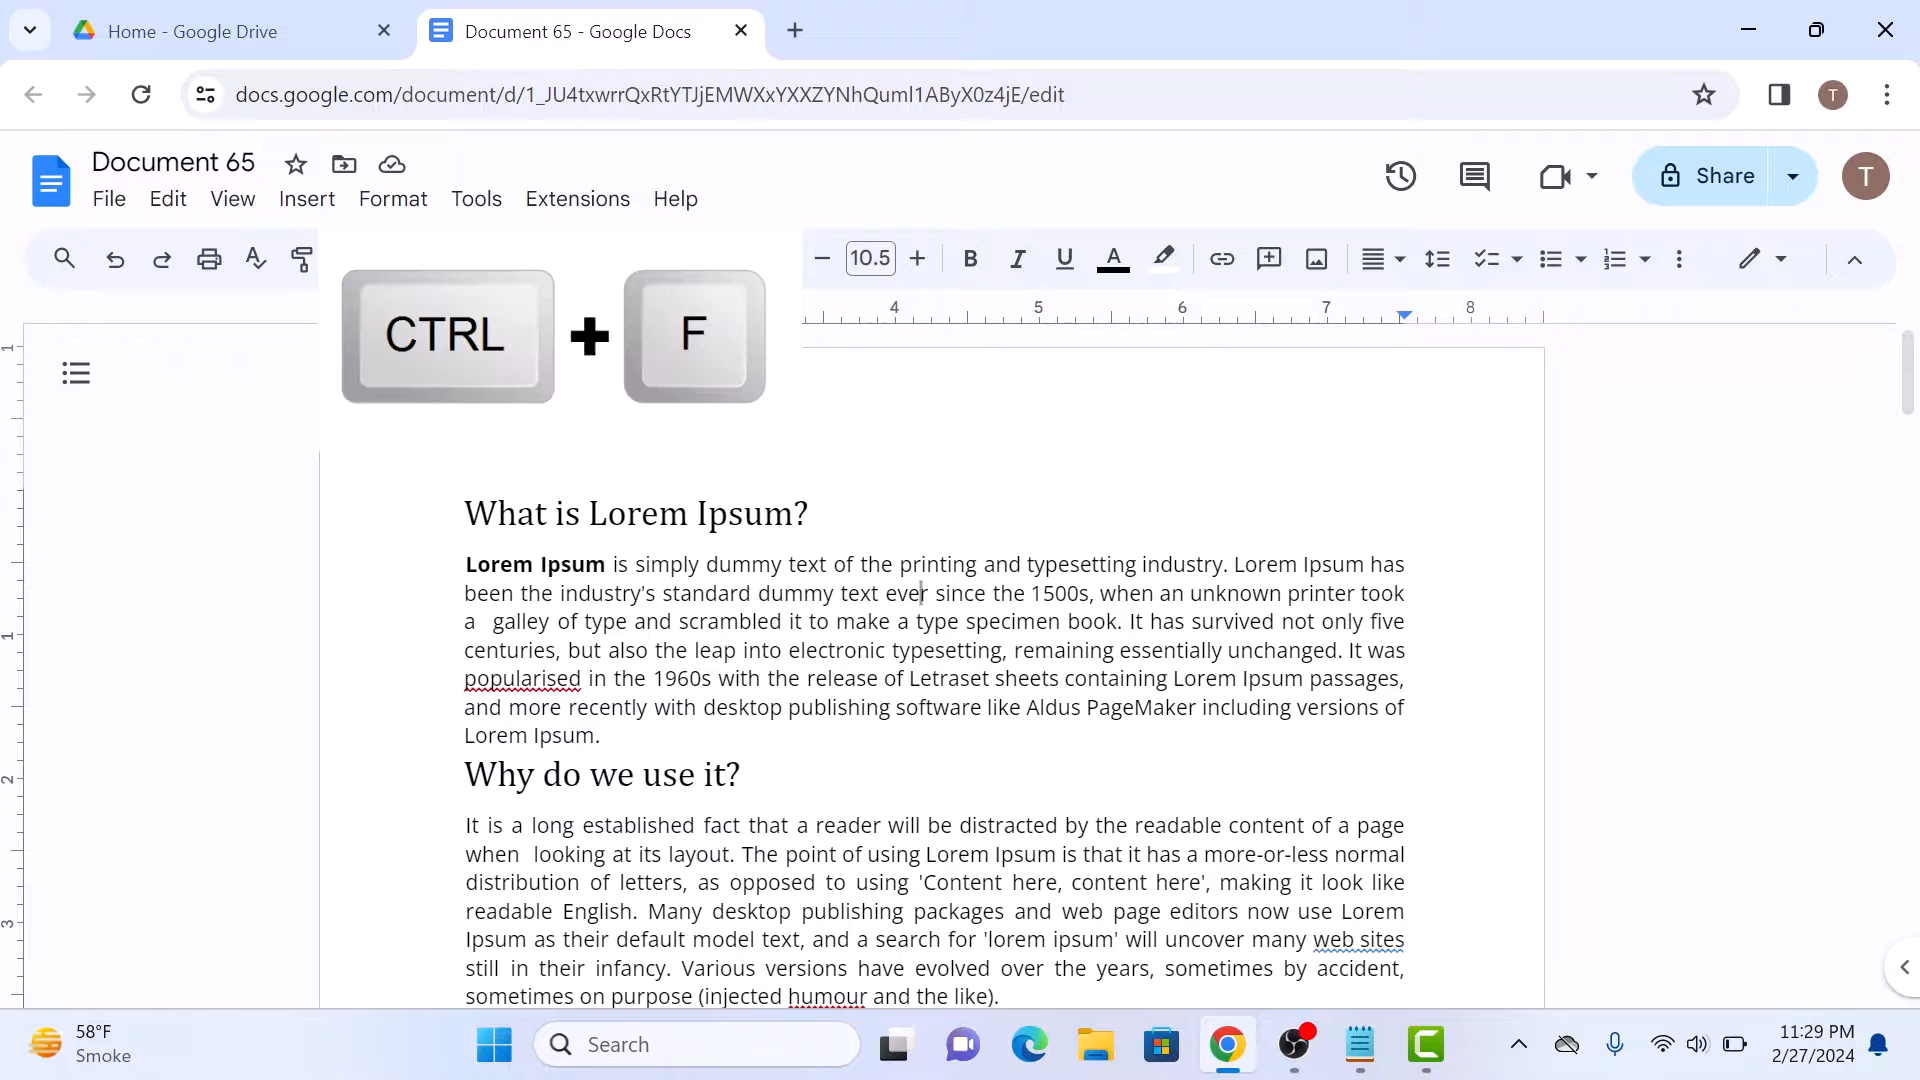 Home - Google Drive
Document 65 - Google Docs
docs.google.com/document/d/1_JU4txwrrQxRtYTJjEMWXxYXXZYNhQumI1AByX0z4jE/edit
T
Document 65
File Edit View Insert Format Tools Extensions Help
Share
T
10.5
B I U A
4 5 6 7 8
CTRL + F
1
1
2
3
What is Lorem Ipsum?
Lorem Ipsum is simply dummy text of the printing and typesetting industry. Lorem Ipsum has
been the industry's standard dummy text ever since the 1500s, when an unknown printer took
a galley of type and scrambled it to make a type specimen book. It has survived not only five
centuries, but also the leap into electronic typesetting, remaining essentially unchanged. It was
popularised in the 1960s with the release of Letraset sheets containing Lorem Ipsum passages,
and more recently with desktop publishing software like Aldus PageMaker including versions of
Lorem Ipsum.
Why do we use it?
It is a long established fact that a reader will be distracted by the readable content of a page
when looking at its layout. The point of using Lorem Ipsum is that it has a more-or-less normal
distribution of letters, as opposed to using 'Content here, content here', making it look like
readable English. Many desktop publishing packages and web page editors now use Lorem
Ipsum as their default model text, and a search for 'lorem ipsum' will uncover many web sites
still in their infancy. Various versions have evolved over the years, sometimes by accident,
sometimes on purpose (injected humour and the like).
58°F
Smoke
Search
11:29 PM
2/27/2024